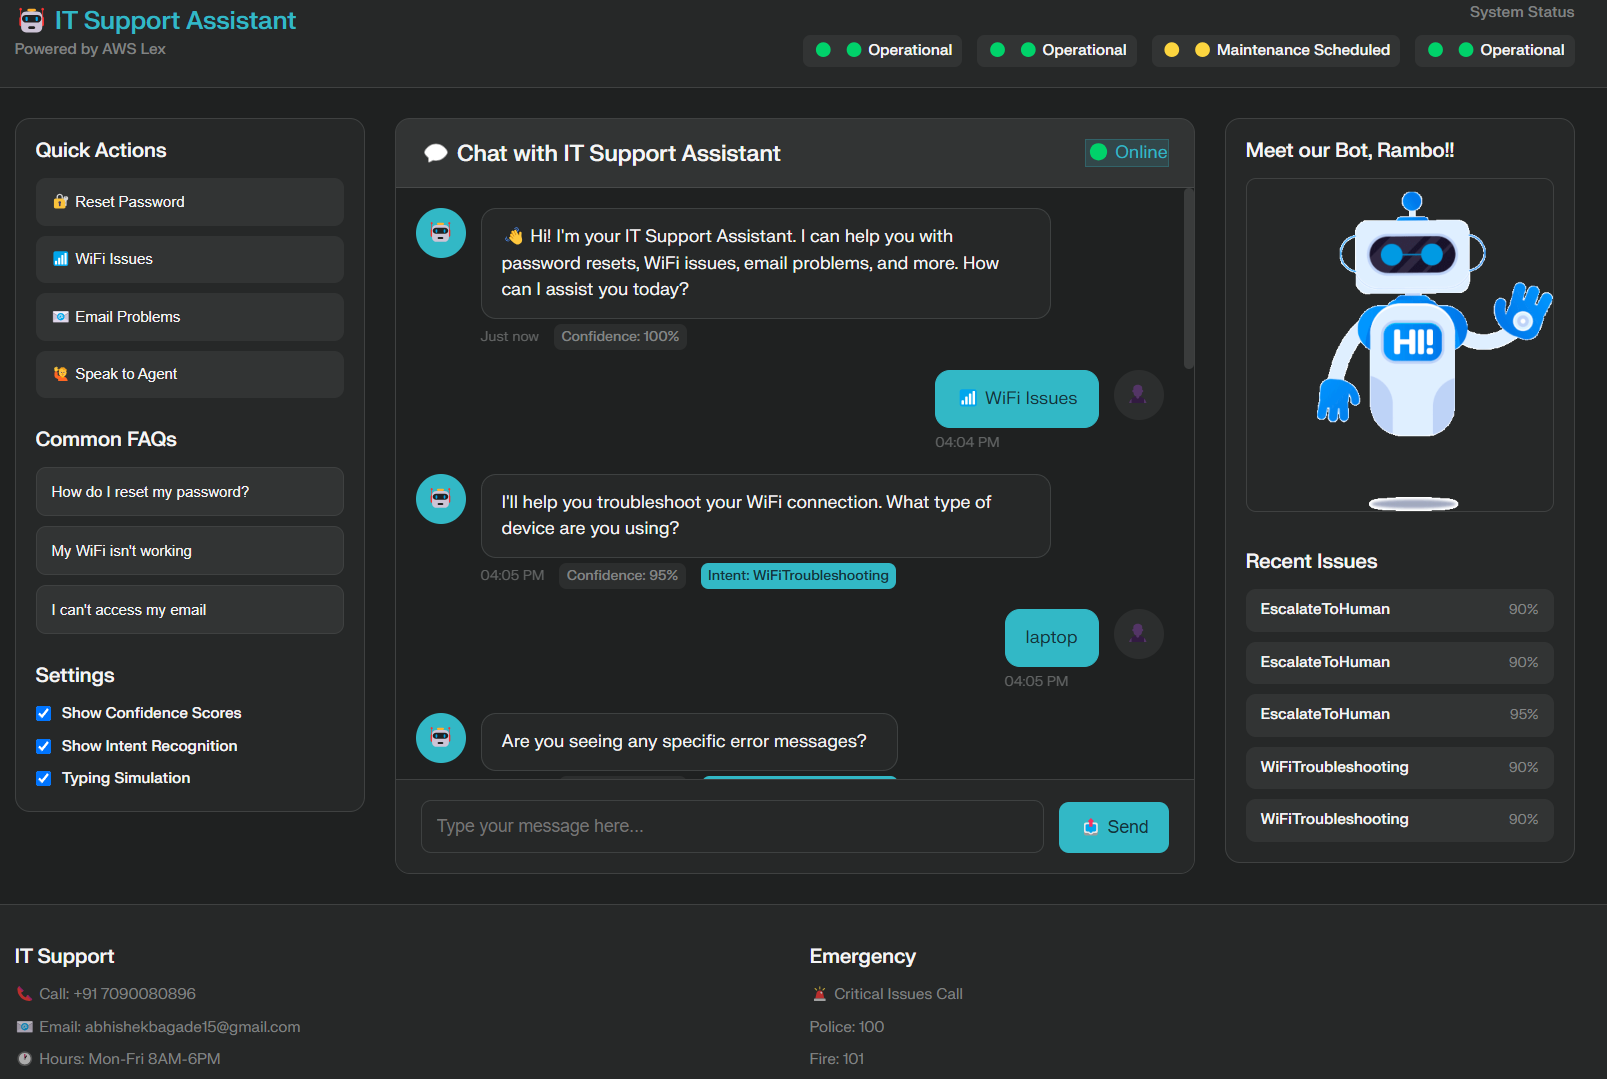 IT Support Assistant
Powered by AWS Lex
System Status
Operational
Operational
Maintenance Scheduled
Operational
Quick Actions
Reset Password
WiFi Issues
Email Problems
Speak to Agent
Common FAQs
How do I reset my password?
My WiFi isn't working
I can't access my email
Settings
Show Confidence Scores
Show Intent Recognition
Typing Simulation
Chat with IT Support Assistant
Online
Hi! I'm your IT Support Assistant. I can help you with
password resets, WiFi issues, email problems, and more. How
can I assist you today?
Just now
Confidence: 100%
WiFi Issues
04:04 PM
I'll help you troubleshoot your WiFi connection. What type of
device are you using?
04:05 PM
Confidence: 95%
Intent: WiFiTroubleshooting
laptop
04:05 PM
Are you seeing any specific error messages?
Type your message here...
Send
Meet our Bot, Rambo!!
HI!
Recent Issues
EscalateToHuman 90%
EscalateToHuman 90%
EscalateToHuman 95%
WiFiTroubleshooting 90%
WiFiTroubleshooting 90%
IT Support
Call: +91 7090080896
Email: abhishekbagade15@gmail.com
Hours: Mon-Fri 8AM-6PM
Emergency
Critical Issues Call
Police: 100
Fire: 101